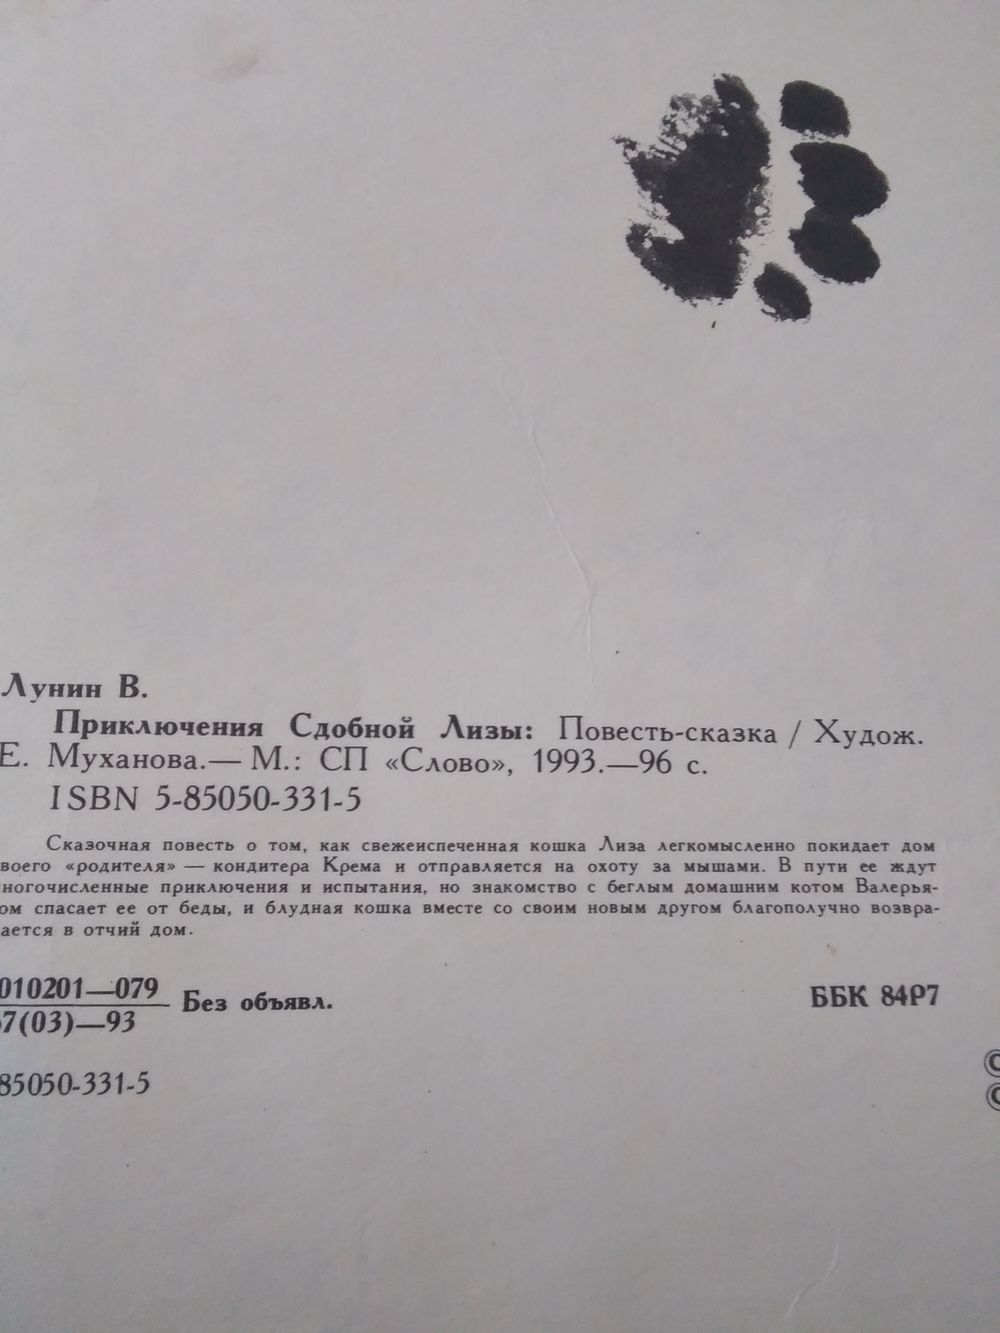 Лунин В.
Приключения Сдобной Лизы: Повесть-сказка / Худож.
Е. Муханова.— М.: СП «Слово», 1993.—96 с.
ISBN 5-85050-331-5
Сказочная повесть о том, как свежеиспеченная кошка Лиза легкомысленно покидает дом
воего «родителя» — кондитера Крема и отправляется на охоту за мышами. В пути ее ждут
ногочисленные приключения и испытания, но знакомство с беглым домашним котом Валерья-
ом спасает ее от беды, и блудная кошка вместе со своим новым другом благополучно возвра-
ается в отчий дом.
010201—079
7(03)—93
Без объявл.
ББК 84Р7
85050-331-5
©
©